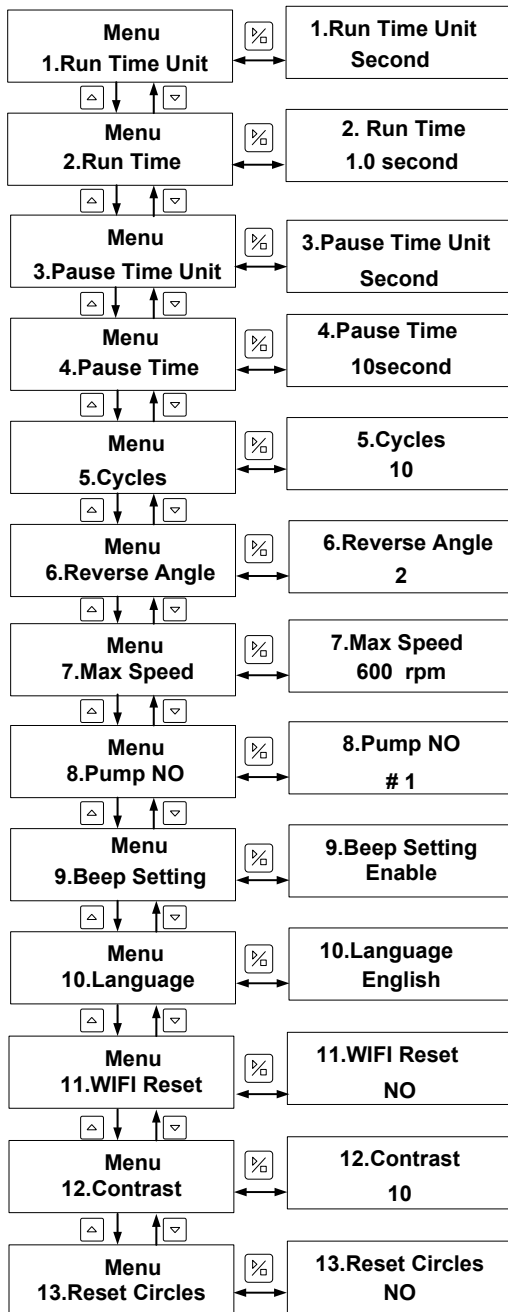 Menu
1.Run Time Unit
1.Run Time Unit
Second
Menu
2.Run Time
2. Run Time
1.0 second
Menu
3.Pause Time Unit
3.Pause Time Unit
Second
Menu
4.Pause Time
4.Pause Time
10second
Menu
5.Cycles
5.Cycles
10
Menu
6.Reverse Angle
6.Reverse Angle
2
Menu
7.Max Speed
7.Max Speed
600 rpm
Menu
8.Pump NO
8.Pump NO
# 1
Menu
9.Beep Setting
9.Beep Setting
Enable
Menu
10.Language
10.Language
English
Menu
11.WIFI Reset
11.WIFI Reset
NO
Menu
12.Contrast
12.Contrast
10
Menu
13.Reset Circles
13.Reset Circles
NO